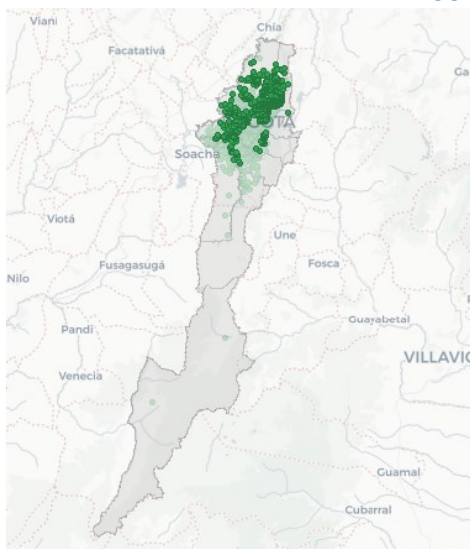 Viani
Chía
Facatativá
Ga
OTÁ
Soacha
Viotá
Une
Fosca
Fusagasugá
Nilo
Guayabetal
Pandi
VILLAVIC
Venecia
Guamal
Cubarral